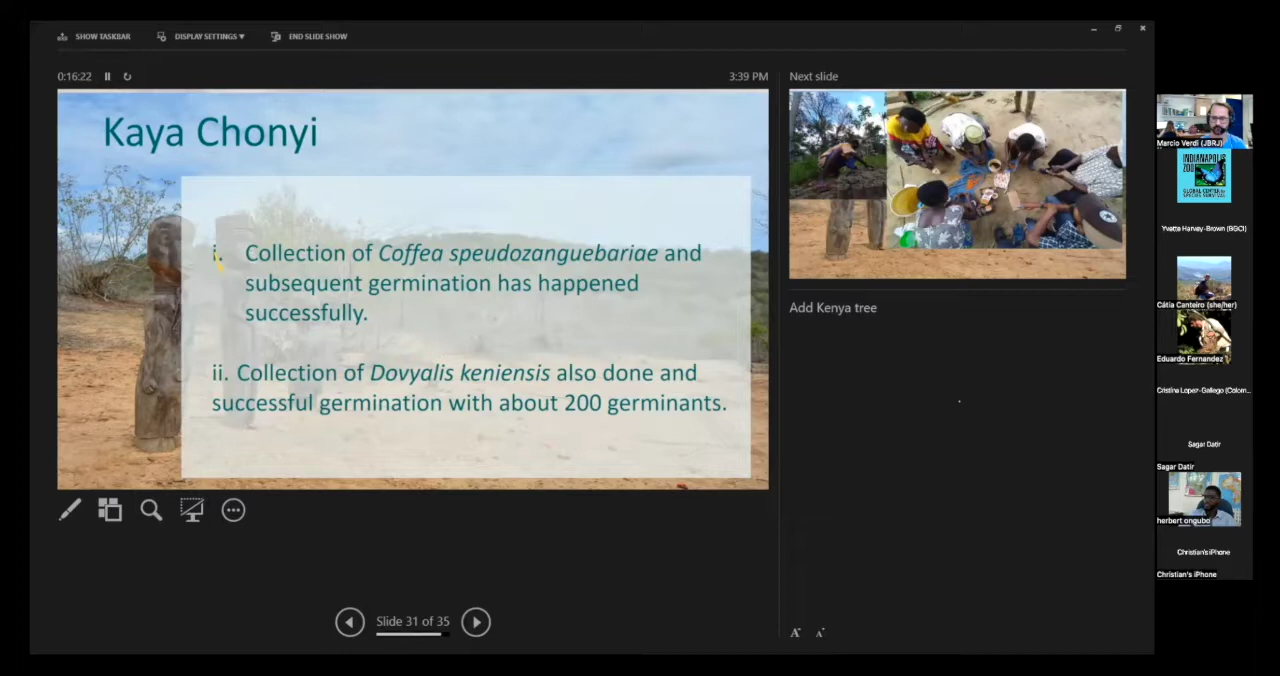 SHOW TASKBAR
DISPLAY SETTINGS ▼
END SLIDE SHOW
0:16:22
3:39 PM
Next slide
Kaya Chonyi
i. Collection of Coffea speudozanguebariae and
subsequent germination has happened
successfully.
ii. Collection of Dovyalis keniensis also done and
successful germination with about 200 germinants.
Slide 31 of 35
Add Kenya tree
A
A
Marcio Verdi (JBRJ)
INDIANAPOLIS
ZOO
GLOBAL CENTER for
SPECIES SURVIVAL
Yvette Harvey-Brown (BGCI)
Cátia Canteiro (she/her)
Eduardo Fernandez
Cristina Lopez-Gallego (Colom...
Sagar Datir
Sagar Datir
herbert ongubo
Christian's iPhone
Christian's iPhone